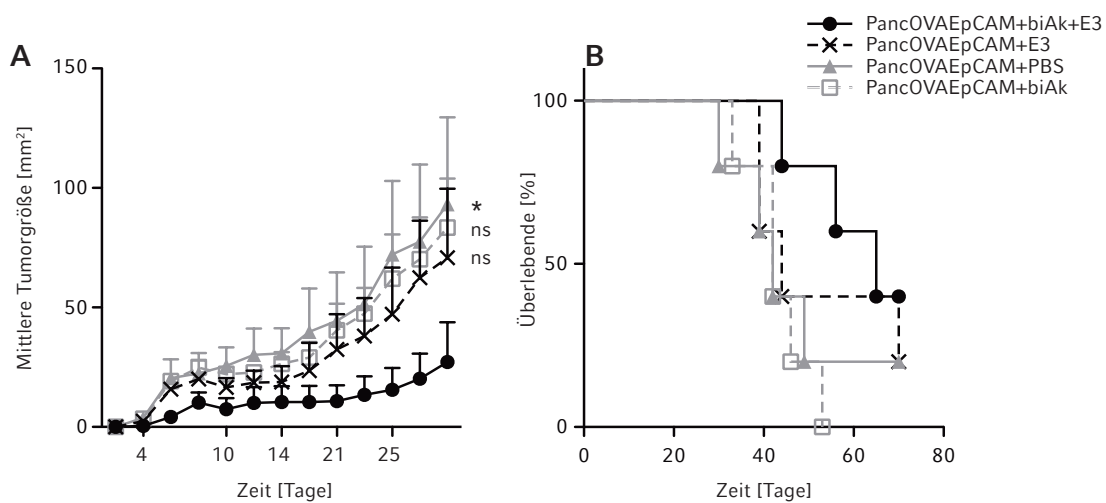 PancOVAEpCAM+biAk+E3
PancOVAEpCAM+E3
PancOVAEpCAM+PBS
PancOVAEpCAM+biAk
A
Mittlere Tumorgröße [mm²]
150
100
50
0
4
10
14
21
25
Zeit [Tage]
*
ns
ns
B
Überlebende [%]
100
50
0
0
20
40
60
80
Zeit [Tage]